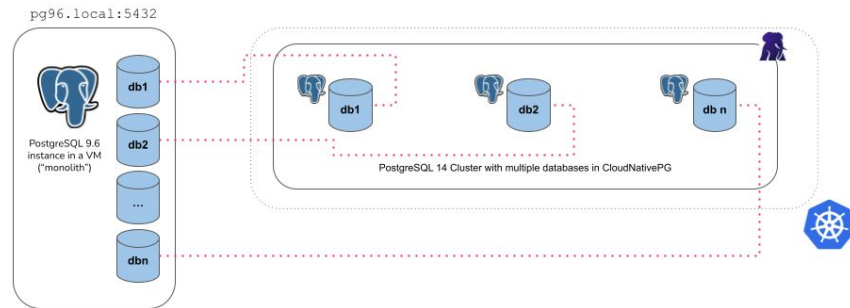 pg96.local:5432
db1
PostgreSQL 9.6
instance in a VM
(“monolith”)
db2
...
dbn
db1
db2
db n
PostgreSQL 14 Cluster with multiple databases in CloudNativePG